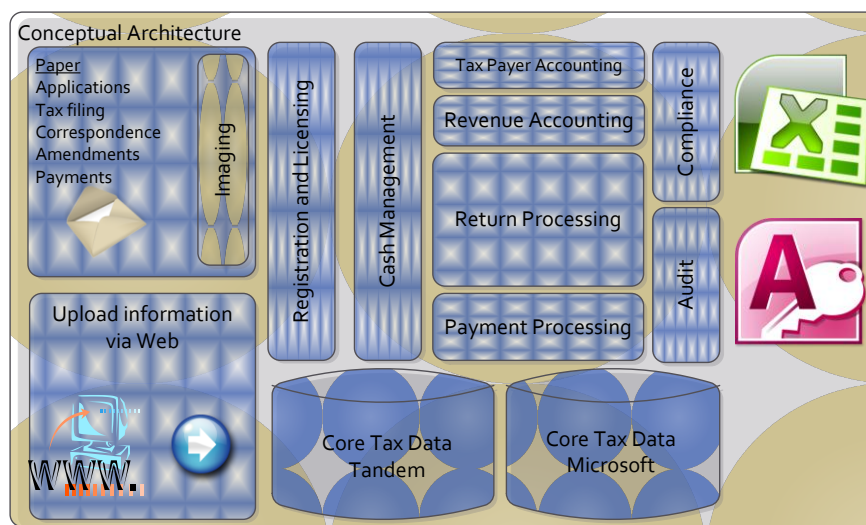 Conceptual Architecture
Paper
Applications
Tax filing
Correspondence
Amendments
Payments
Imaging
Upload information
via Web
WWW.
Registration and Licensing
Cash Management
Tax Payer Accounting
Revenue Accounting
Return Processing
Payment Processing
Compliance
Audit
Core Tax Data
Tandem
Core Tax Data
Microsoft
X
A